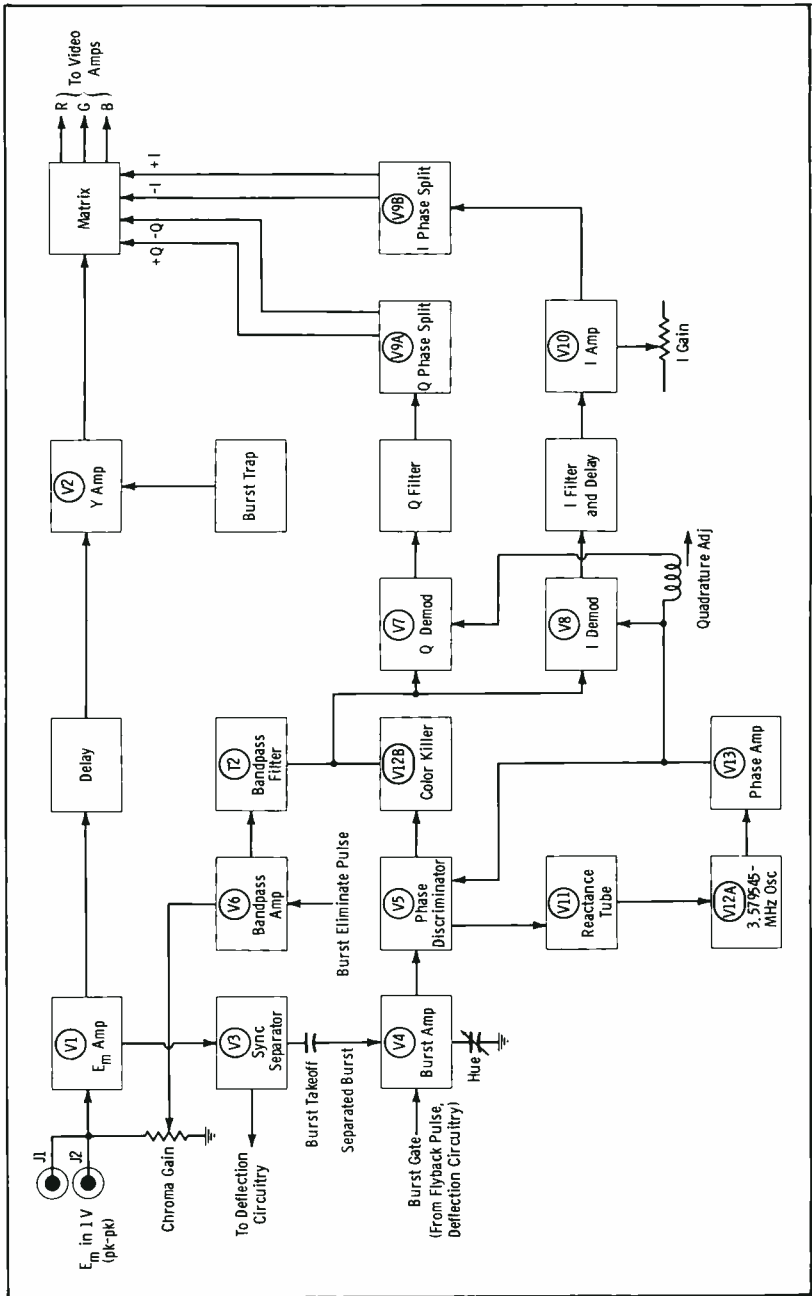 J1
J2
E_m in 1 V
(pk-pk)
Chroma Gain
V1
E_m Amp
Delay
V2
Y Amp
Burst Trap
Matrix
R
G
B
To Video
Amps
+Q
-Q
-I
+I
To Deflection
Circuitry
V3
Sync
Separator
V6
Bandpass
Amp
Burst Eliminate Pulse
T2
Bandpass
Filter
Burst Takeoff
Separated Burst
Burst Gate
(From Flyback Pulse,
Deflection Circuitry)
V4
Burst Amp
Hue
V5
Phase
Discriminator
V12B
Color Killer
V7
Q Demod
Q Filter
V9A
Q Phase Split
V9B
I Phase Split
V8
I Demod
I Filter
and Delay
V10
I Amp
I Gain
Quadrature Adj
V11
Reactance
Tube
V12A
3.579545-
MHz Osc
V13
Phase Amp